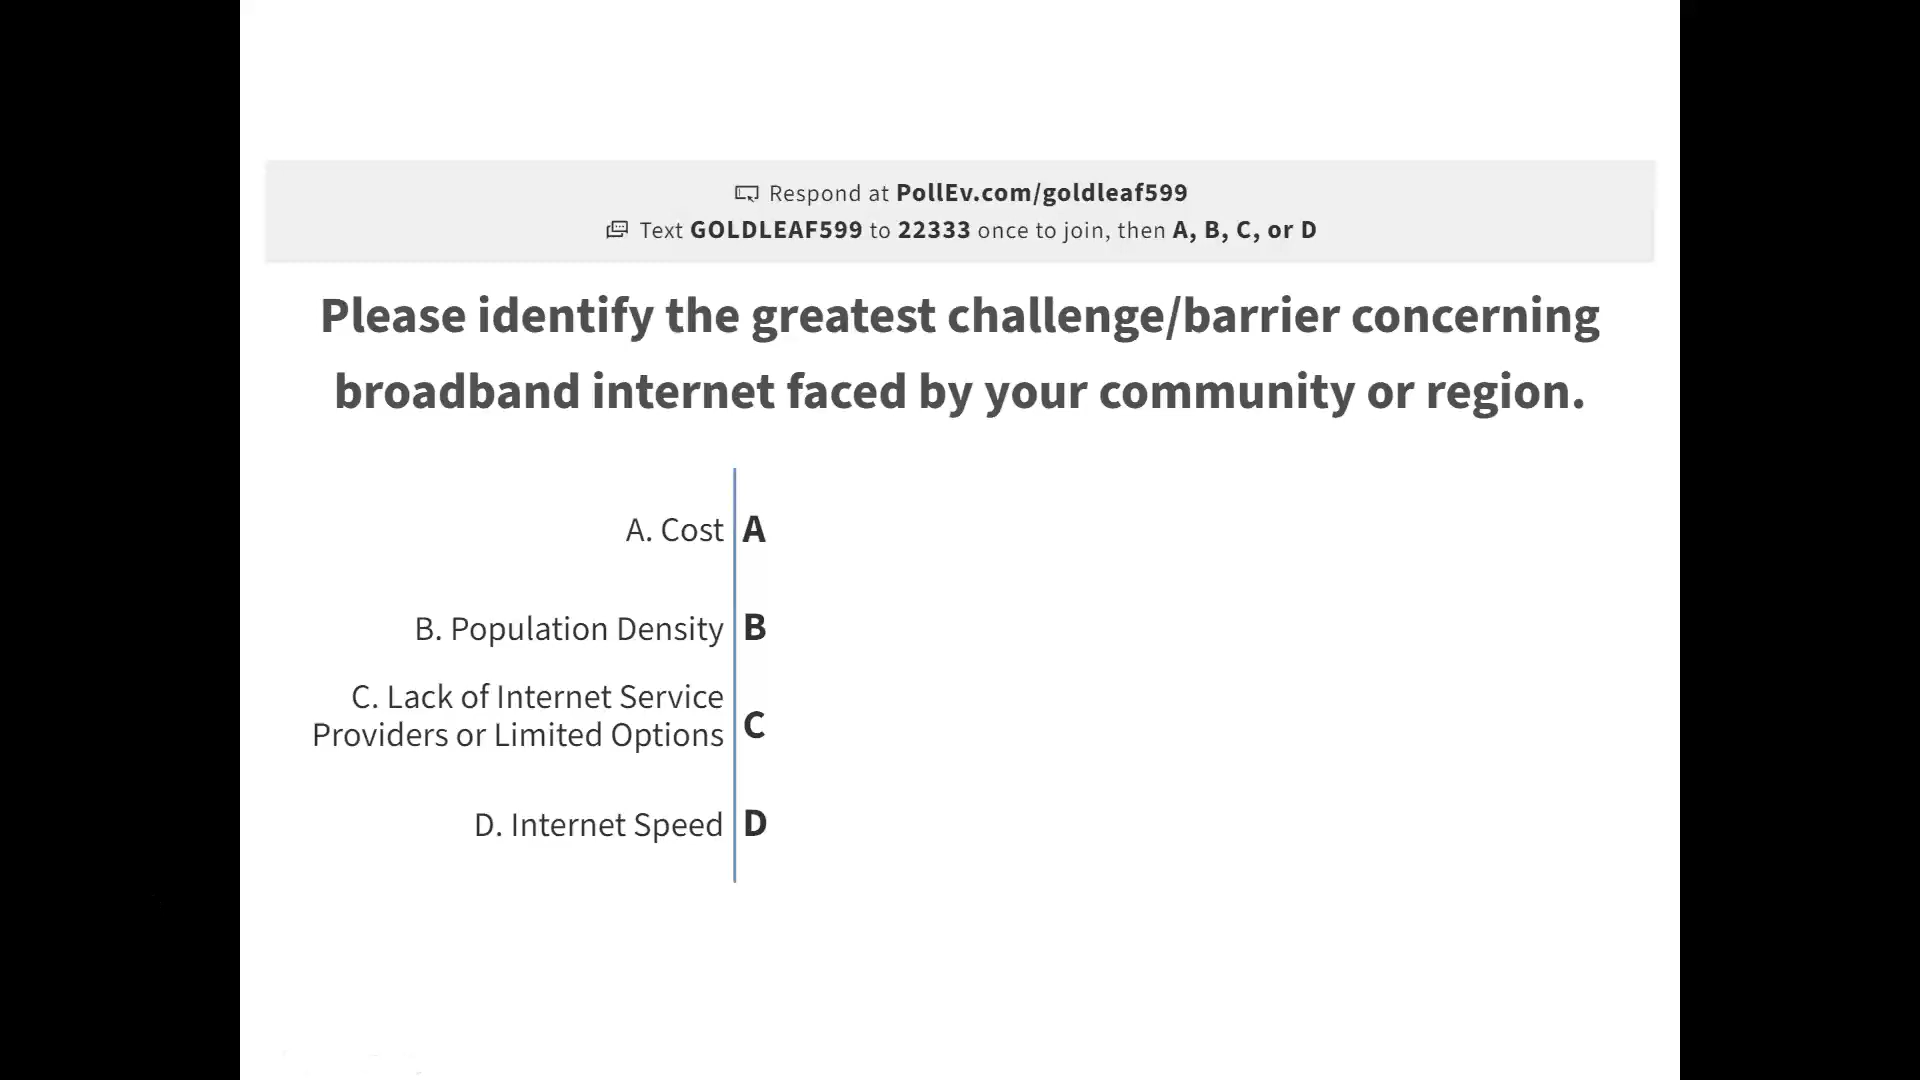 Respond at PollEv.com/goldleaf599
Text GOLDLEAF599 to 22333 once to join, then A, B, C, or D
Please identify the greatest challenge/barrier concerning
broadband internet faced by your community or region.
A. Cost A
B. Population Density B
C. Lack of Internet Service
Providers or Limited Options C
D. Internet Speed D